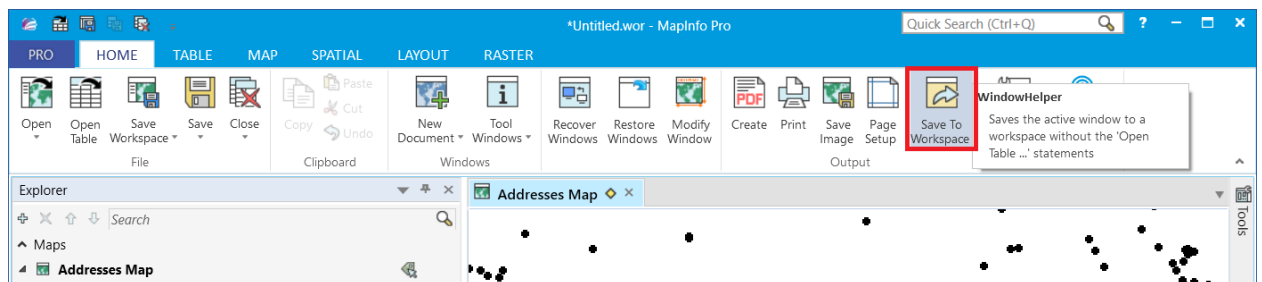 *Untitled.wor - MapInfo Pro
Quick Search (Ctrl+Q)
?
PRO HOME TABLE MAP SPATIAL LAYOUT RASTER
Open
Open Table
Save Workspace
Save
Close
File
Copy
Paste
Cut
Undo
Clipboard
New Document
Tool Windows
Windows
Recover Windows
Restore Windows
Modify Window
PDF
Create
Print
Save Image
Page Setup
Save To Workspace
Output
WindowHelper
Saves the active window to a
workspace without the 'Open
Table ...' statements
Explorer
Search
Maps
Addresses Map
Addresses Map
Tools